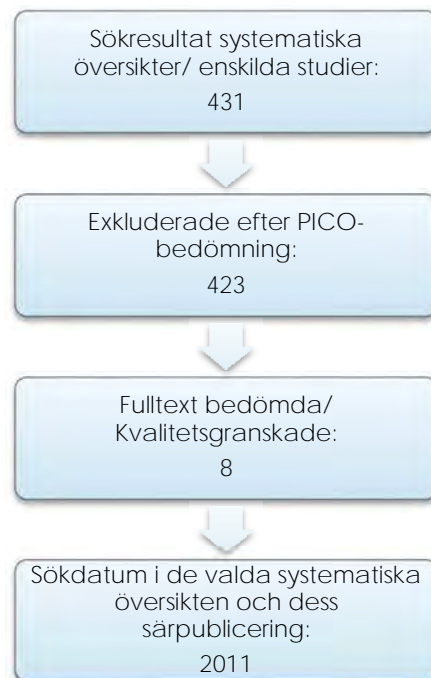 Sökresultat systematiska
översikter/ enskilda studier:
431
Exkluderade efter PICO-
bedömning:
423
Fulltext bedömda/
Kvalitetsgranskade:
8
Sökdatum i de valda systematiska
översikten och dess
särpublicering:
2011